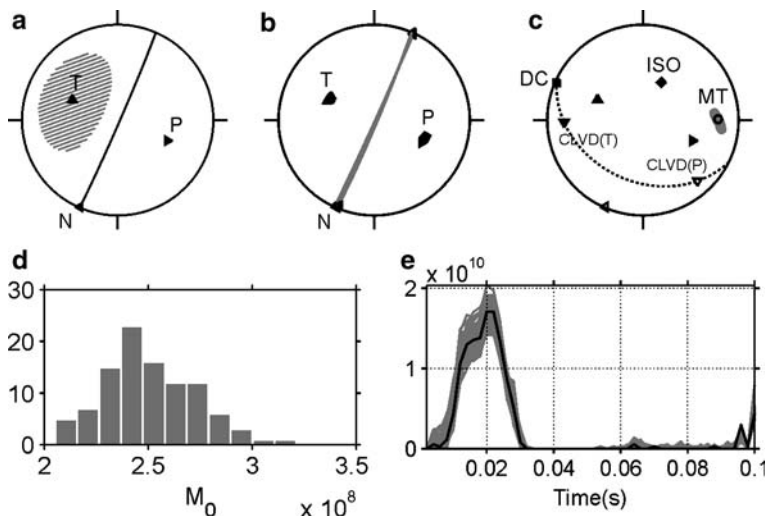 a
T
P
N
b
T
P
N
c
DC
ISO
MT
CLVD(T)
CLVD(P)
d
30
20
10
0
2 2.5 3 3.5
M0 × 10^8
e
× 10^10
2
1
0
0.02 0.04 0.06 0.08 0.1
Time(s)